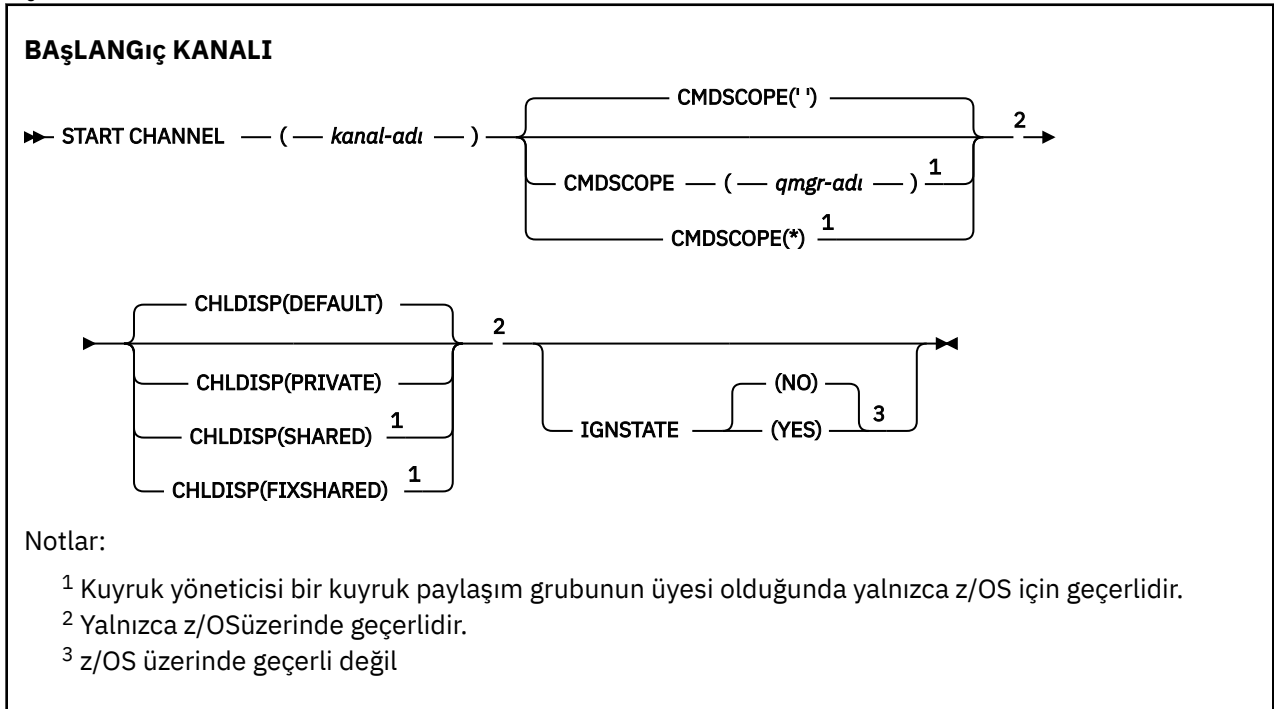 BAşLANGıç KANALI
CMDSCOPE(' ')
START CHANNEL ( kanal-adı ) 2
CMDSCOPE ( qmgr-adı ) 1
CMDSCOPE(*) 1
CHLDISP(DEFAULT) 2
CHLDISP(PRIVATE) (NO)
CHLDISP(SHARED) 1 IGNSTATE (YES) 3
CHLDISP(FIXSHARED) 1
Notlar:
1 Kuyruk yöneticisi bir kuyruk paylaşım grubunun üyesi olduğunda yalnızca z/OS için geçerlidir.
2 Yalnızca z/OSüzerinde geçerlidir.
3 z/OS üzerinde geçerli değil